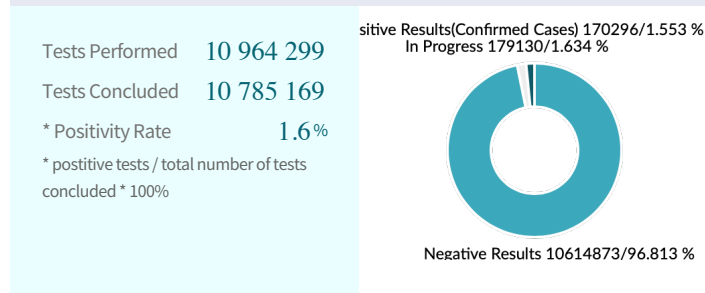 Tests Performed 10 964 299
Tests Concluded 10 785 169
* Positivity Rate 1.6%
* postitive tests / total number of tests
concluded * 100%
sitive Results(Confirmed Cases) 170296/1.553 %
In Progress 179130/1.634 %
Negative Results 10614873/96.813 %